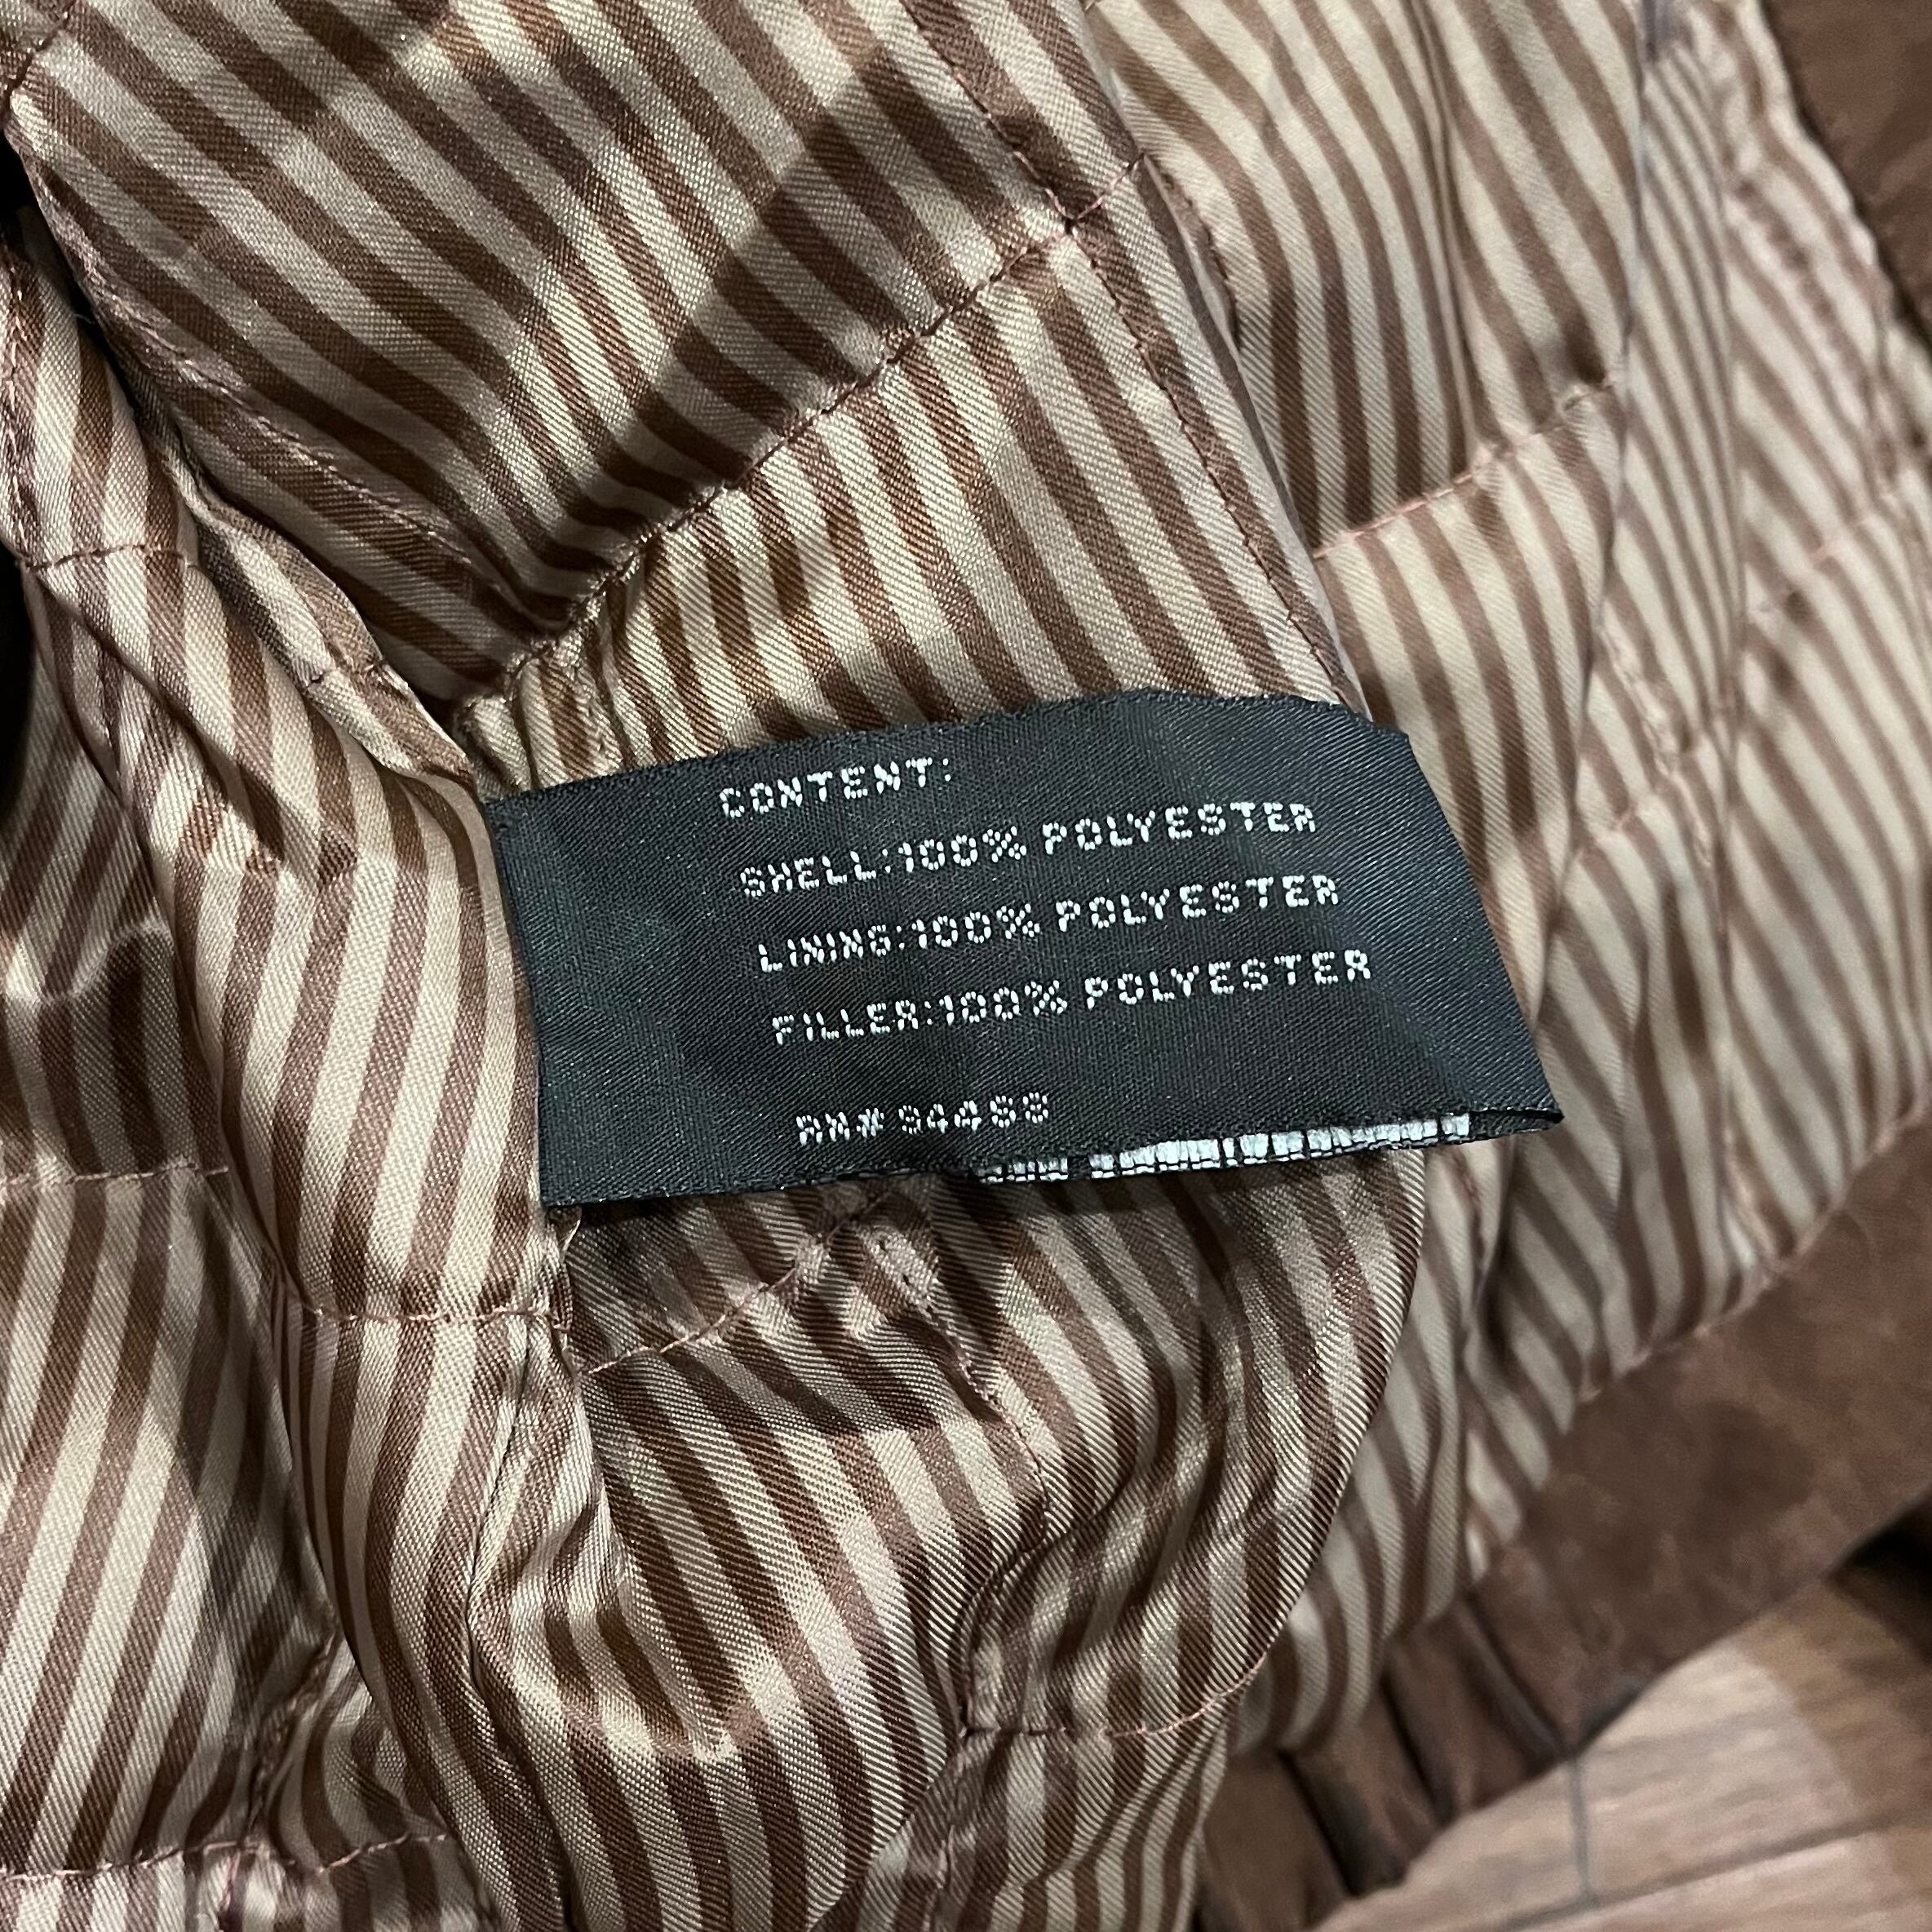 CONTENT:
SHELL:100% POLYESTER
LINING:100% POLYESTER
FILLER:100% POLYESTER
RN# 94488